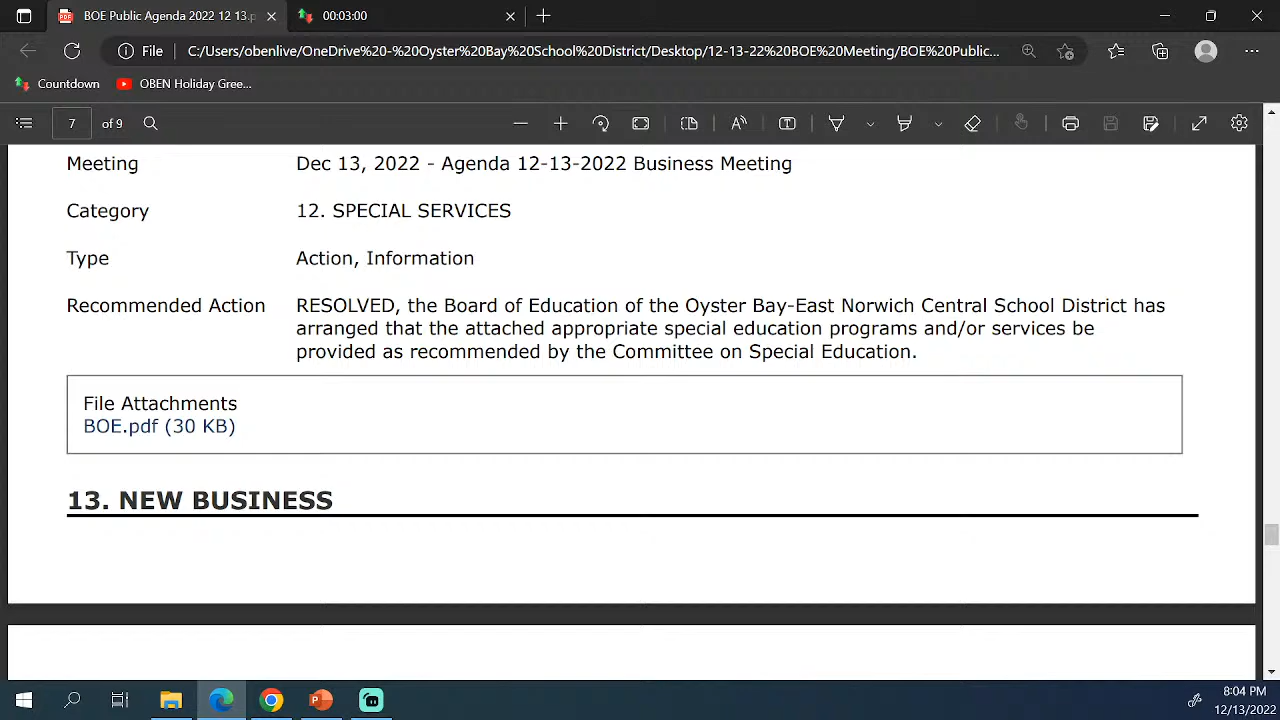 BOE Public Agenda 2022 12:13.p
00:03:00
File
C:/Users/obenlive/OneDrive%20-%20Oyster%20Bay%20School%20District/Desktop/12-13-22%20BOE%20Meeting/BOE%20Public...
Countdown
OBEN Holiday Gree...
7 of 9
Meeting Dec 13, 2022 - Agenda 12-13-2022 Business Meeting
Category 12. SPECIAL SERVICES
Type Action, Information
Recommended Action RESOLVED, the Board of Education of the Oyster Bay-East Norwich Central School District has
arranged that the attached appropriate special education programs and/or services be
provided as recommended by the Committee on Special Education.
File Attachments
BOE.pdf (30 KB)
13. NEW BUSINESS
8:04 PM
12/13/2022